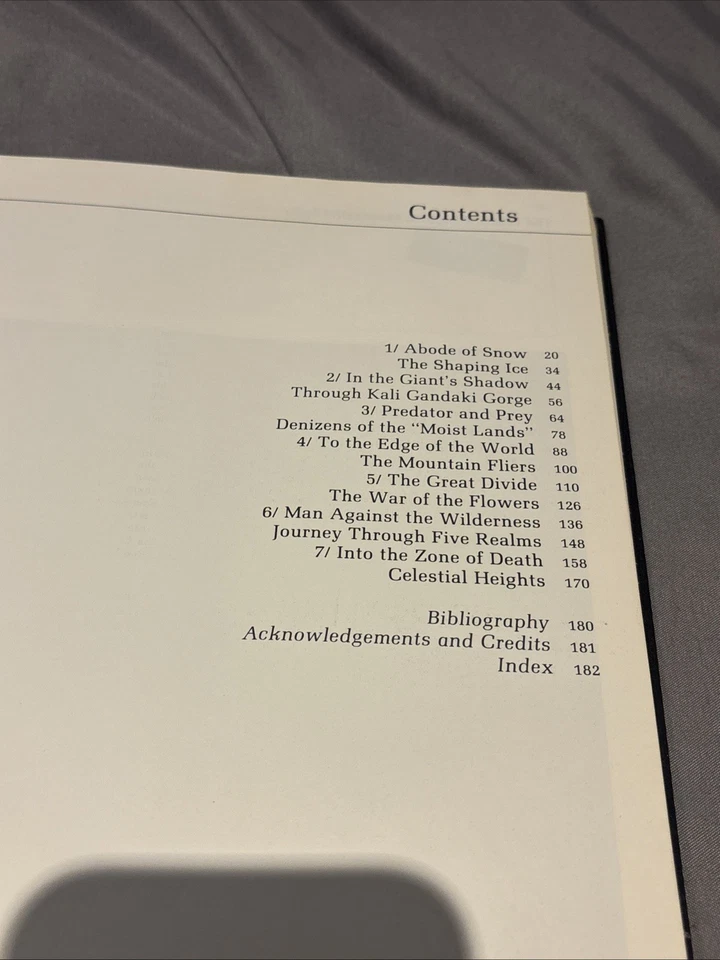 Contents
1/ Abode of Snow 20
The Shaping Ice 34
2/ In the Giant's Shadow 44
Through Kali Gandaki Gorge 56
3/ Predator and Prey 64
Denizens of the "Moist Lands" 78
4/ To the Edge of the World 88
The Mountain Fliers 100
5/ The Great Divide 110
The War of the Flowers 126
6/ Man Against the Wilderness 136
Journey Through Five Realms 148
7/ Into the Zone of Death 158
Celestial Heights 170
Bibliography 180
Acknowledgements and Credits 181
Index 182